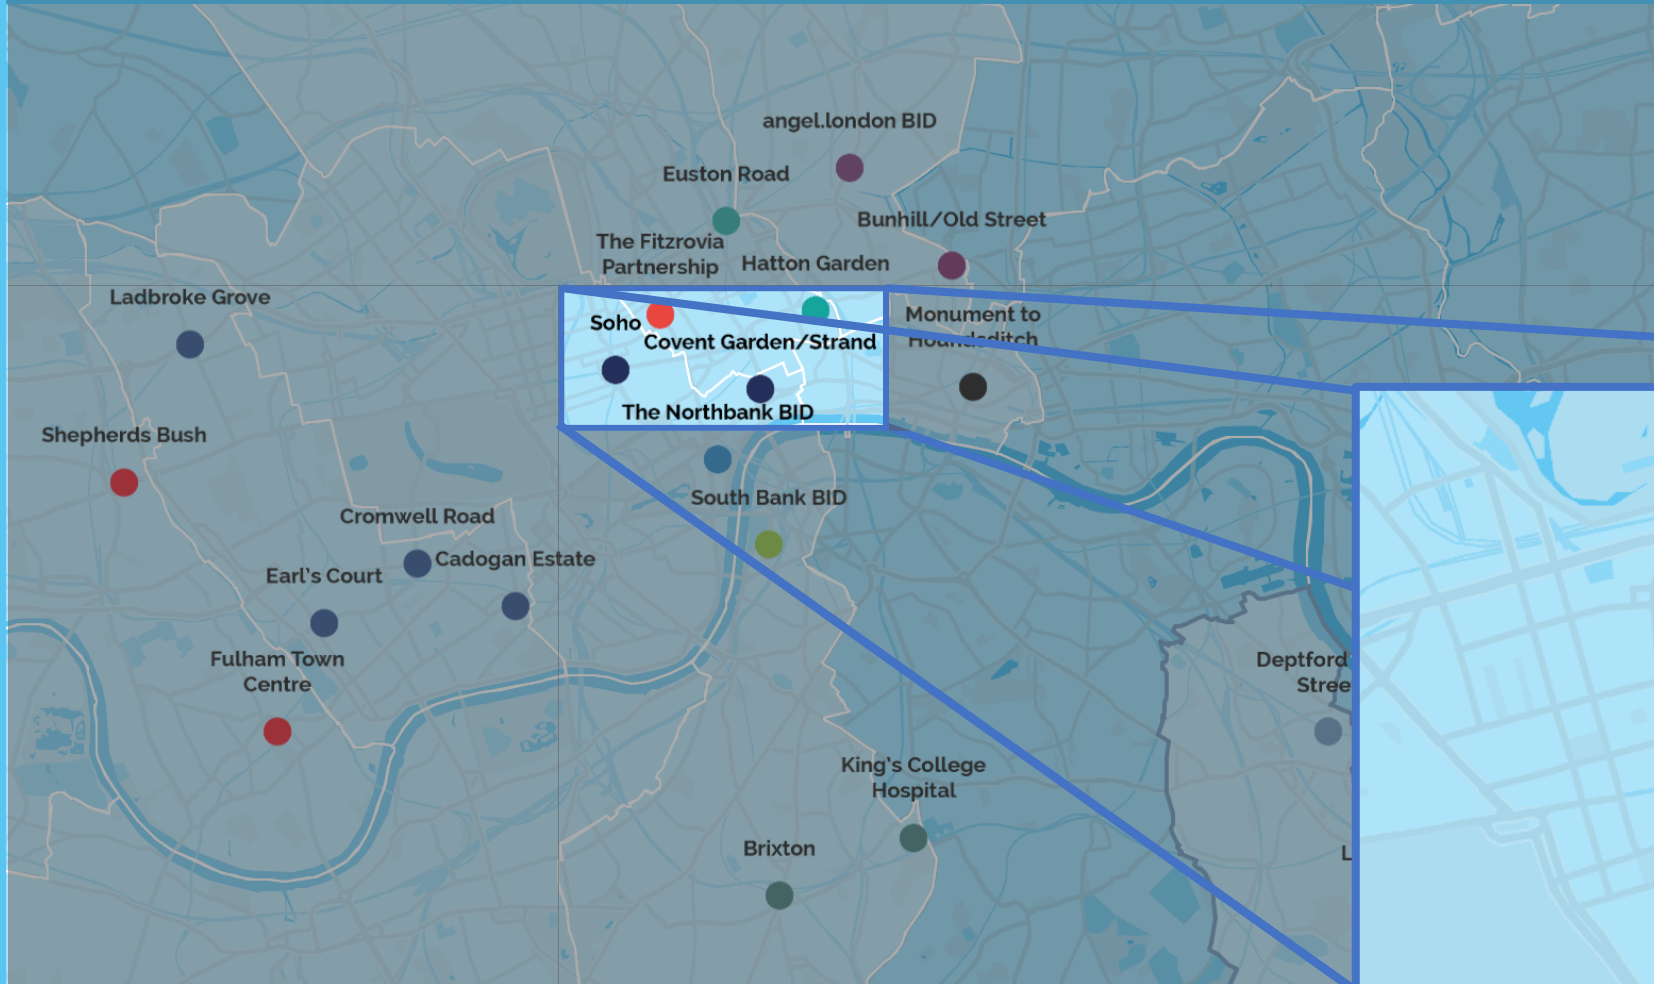 angel.london BID
Euston Road
Bunhill/Old Street
The Fitzrovia
Partnership
Hatton Garden
Ladbroke Grove
Soho
Monument to
Houndsditch
Covent Garden/Strand
The Northbank BID
Shepherds Bush
South Bank BID
Cromwell Road
Cadogan Estate
Earl's Court
Fulham Town
Centre
Deptford
Stree
King's College
Hospital
Brixton
L